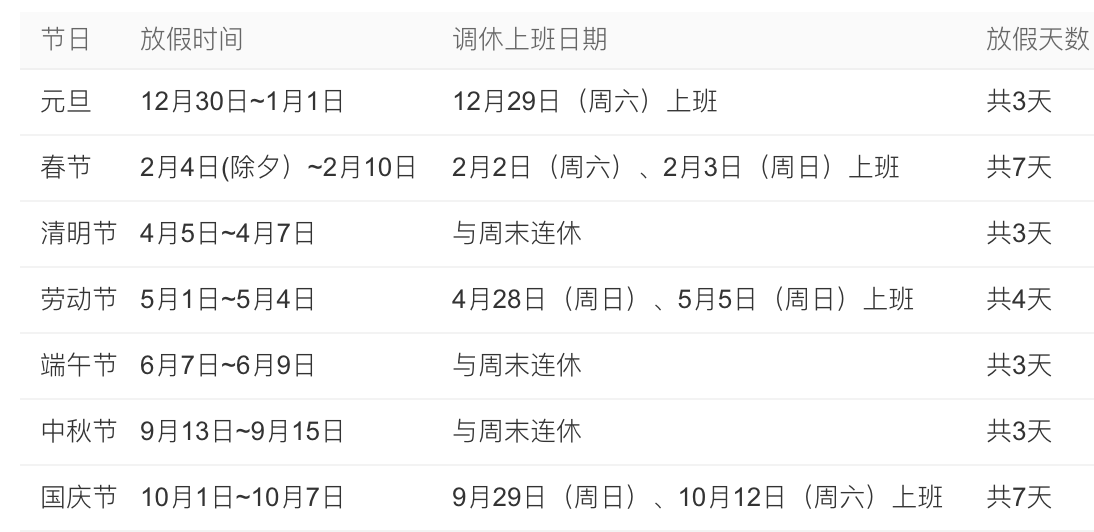 节日 放假时间 调休上班日期 放假天数
元旦 12月30日~1月1日 12月29日（周六）上班 共3天
春节 2月4日(除夕）~2月10日 2月2日（周六）、2月3日（周日）上班 共7天
清明节 4月5日~4月7日 与周末连休 共3天
劳动节 5月1日~5月4日 4月28日（周日）、5月5日（周日）上班 共4天
端午节 6月7日~6月9日 与周末连休 共3天
中秋节 9月13日~9月15日 与周末连休 共3天
国庆节 10月1日~10月7日 9月29日（周日）、10月12日（周六）上班 共7天